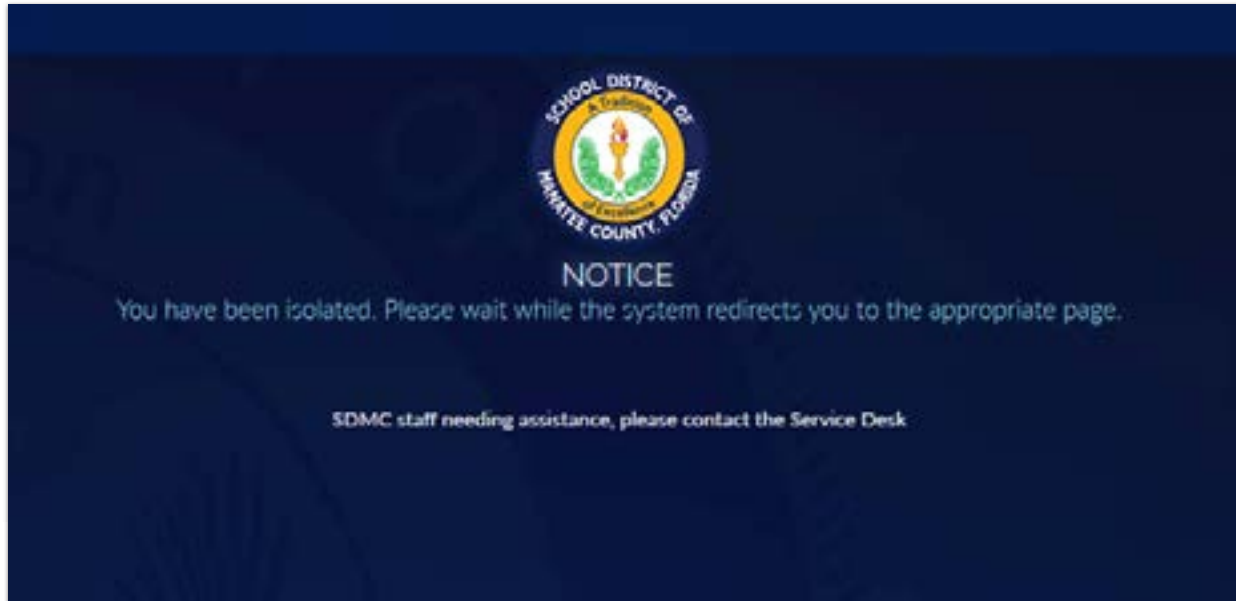 SCHOOL DISTRICT OF
A Tradition
of Excellence
MANATEE COUNTY, FLORIDA
NOTICE
You have been isolated. Please wait while the system redirects you to the appropriate page.
SDMC staff needing assistance, please contact the Service Desk